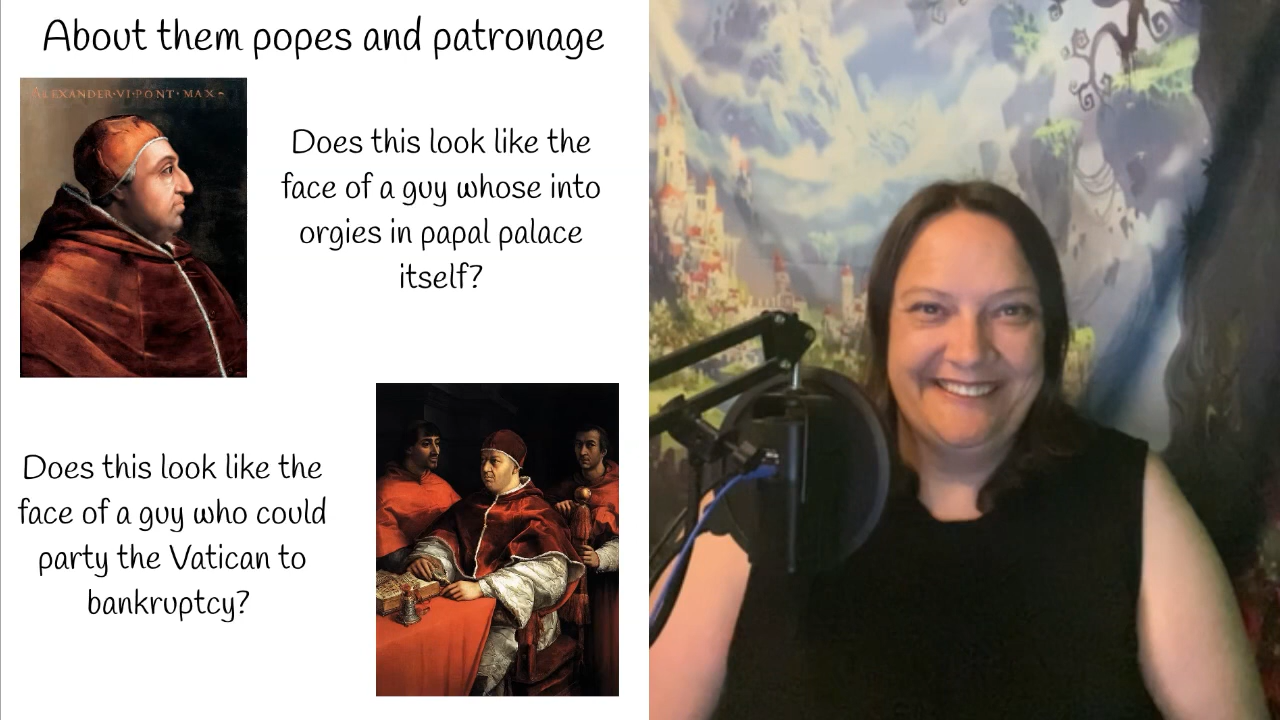 About them popes and patronage
ALEXANDER·VI·PONT·MAX
Does this look like the
face of a guy whose into
orgies in papal palace
itself?
Does this look like the
face of a guy who could
party the Vatican to
bankruptcy?